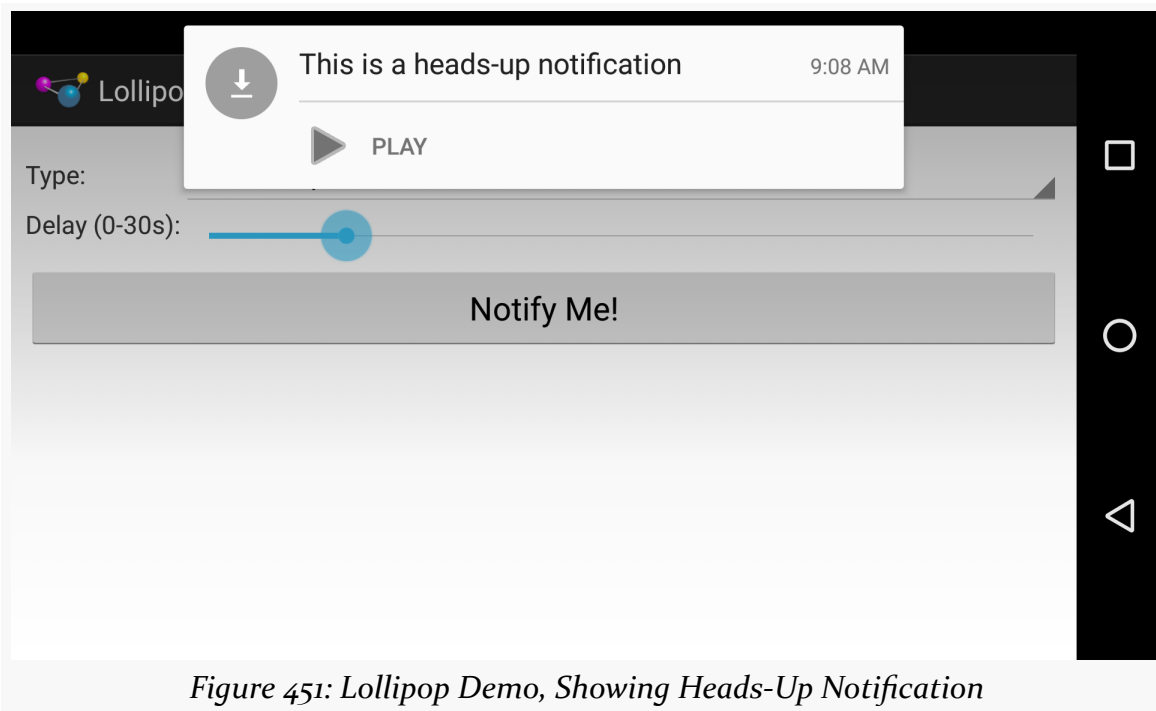 This is a heads-up notification 9:08 AM
Lollipo
PLAY
Type:
Delay (0-30s):
Notify Me!
Figure 451: Lollipop Demo, Showing Heads-Up Notification